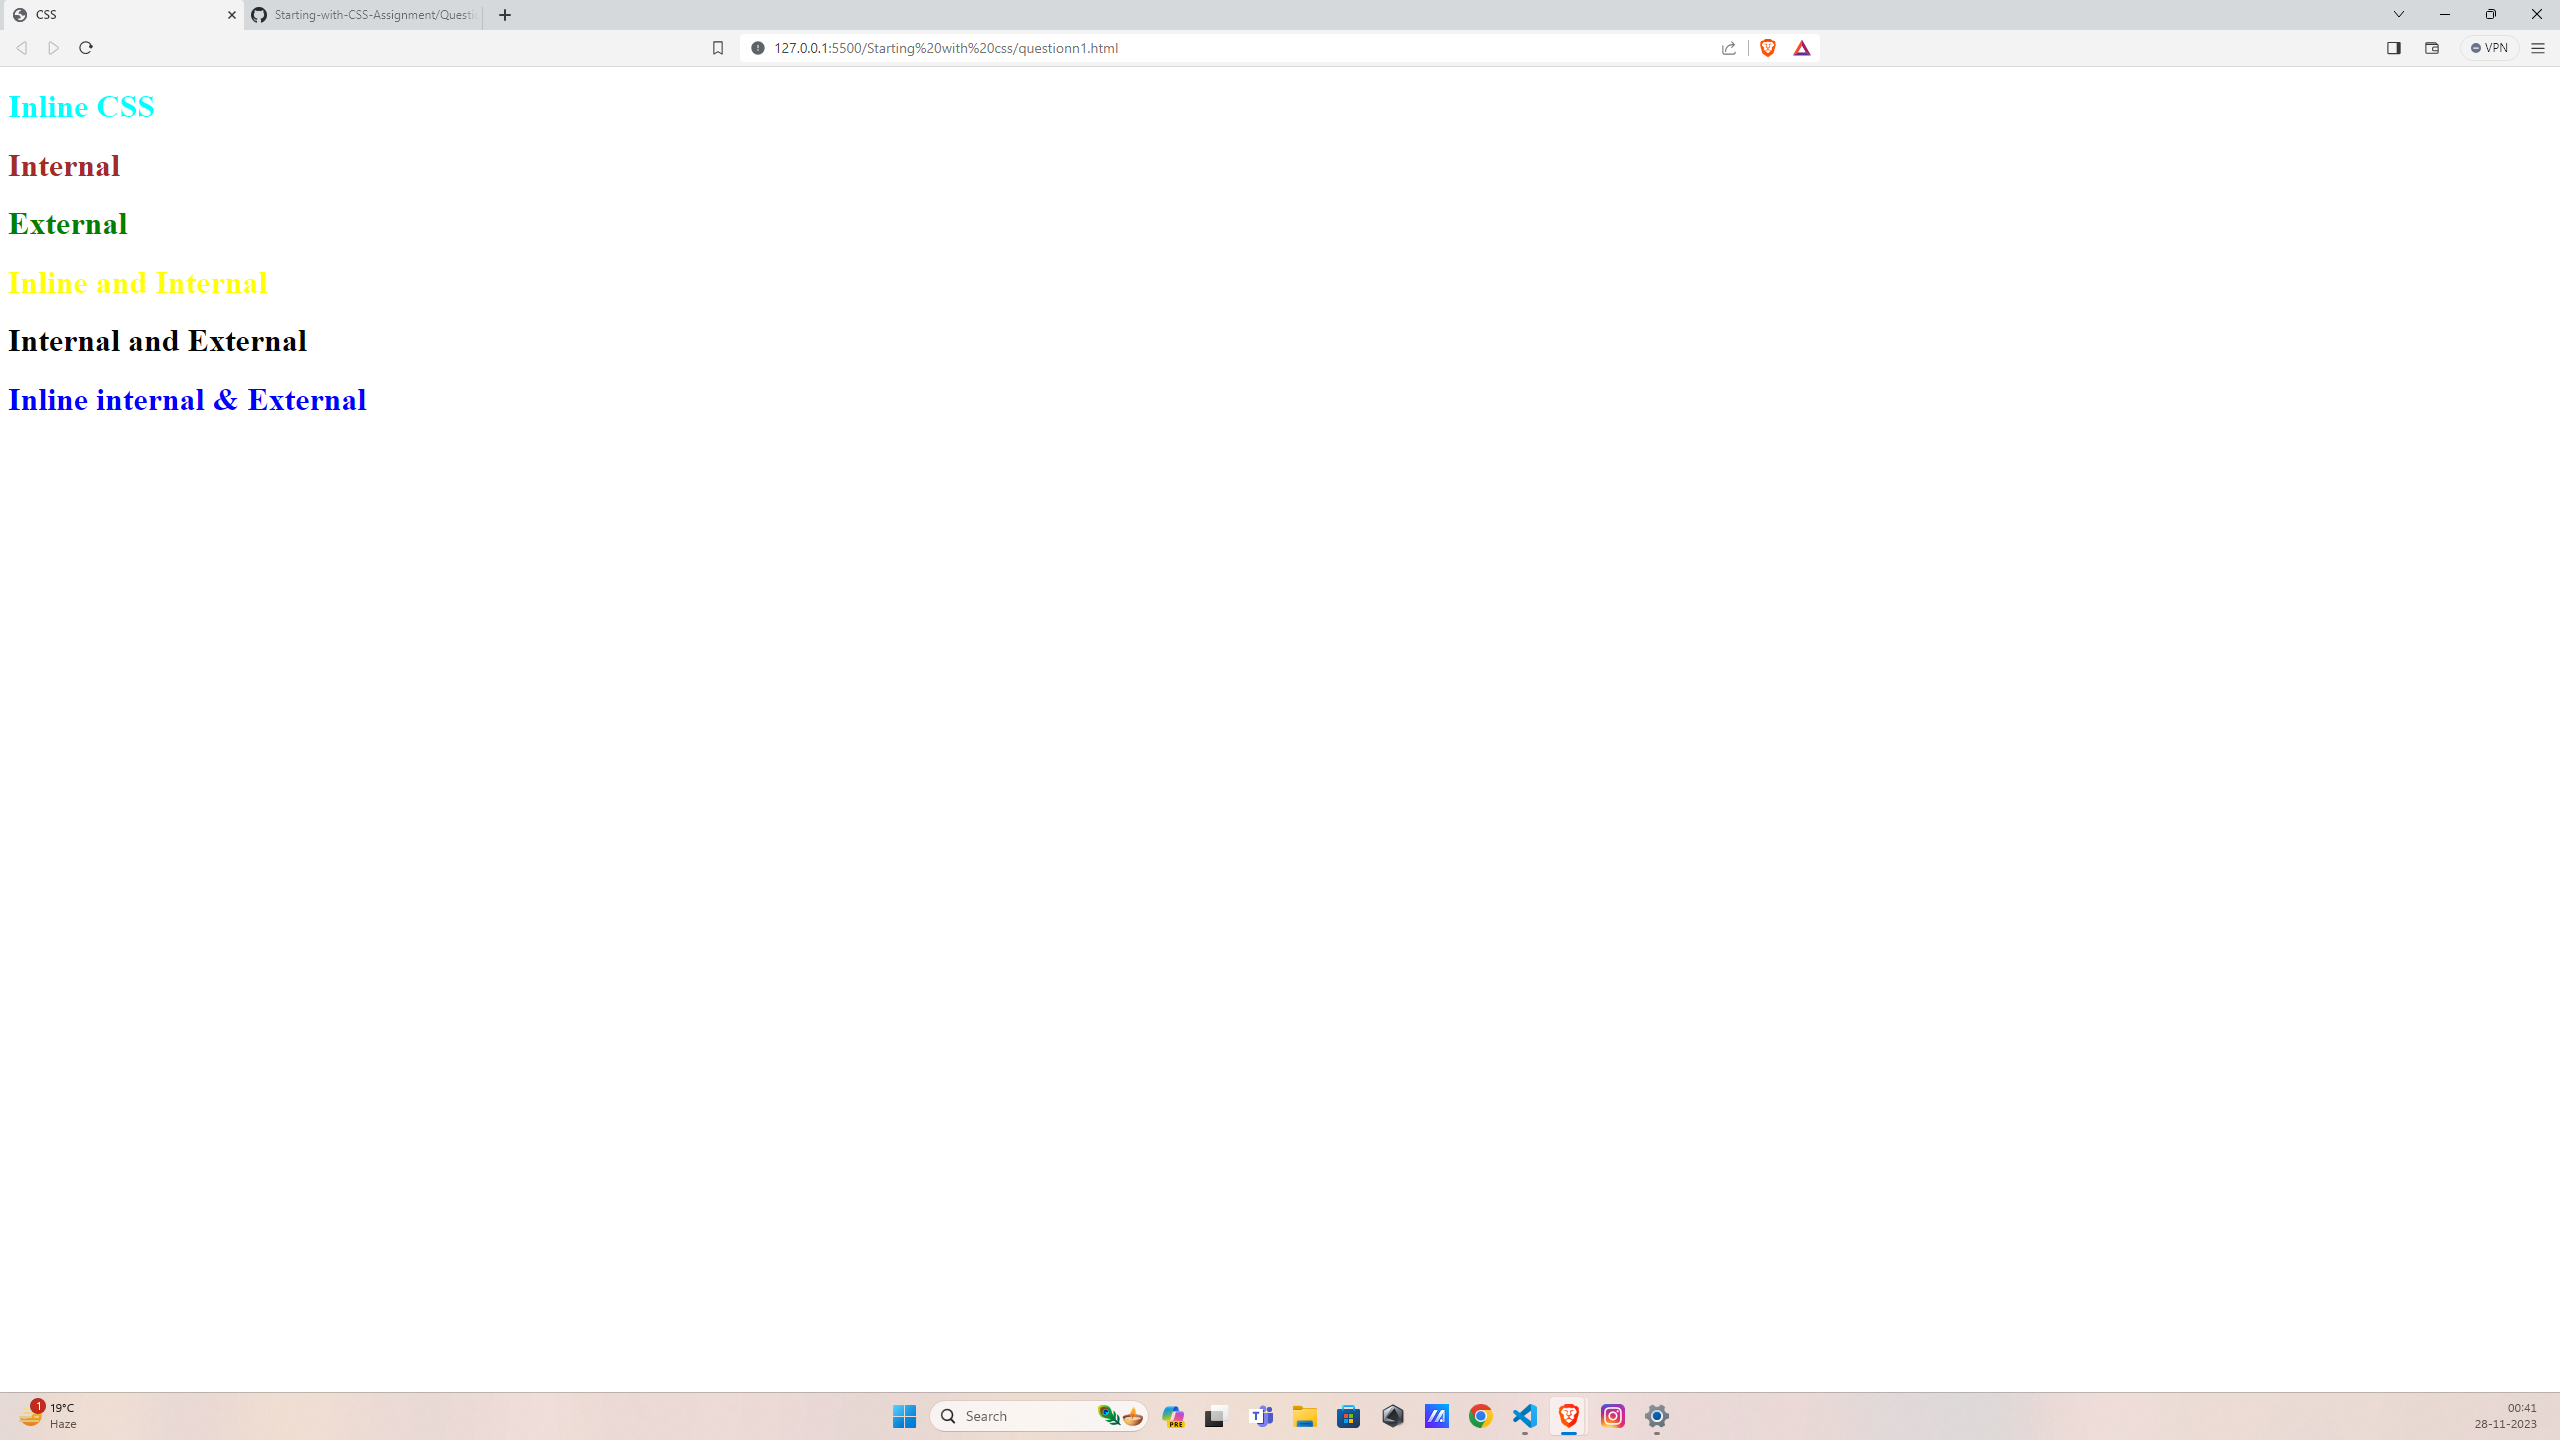 CSS
Starting-with-CSS-Assignment/Questi
127.0.0.1:5500/Starting%20with%20css/questionn1.html
VPN
Inline CSS
Internal
External
Inline and Internal
Internal and External
Inline internal & External
1
19°C
Haze
Search
PRE
T
00:41
28-11-2023